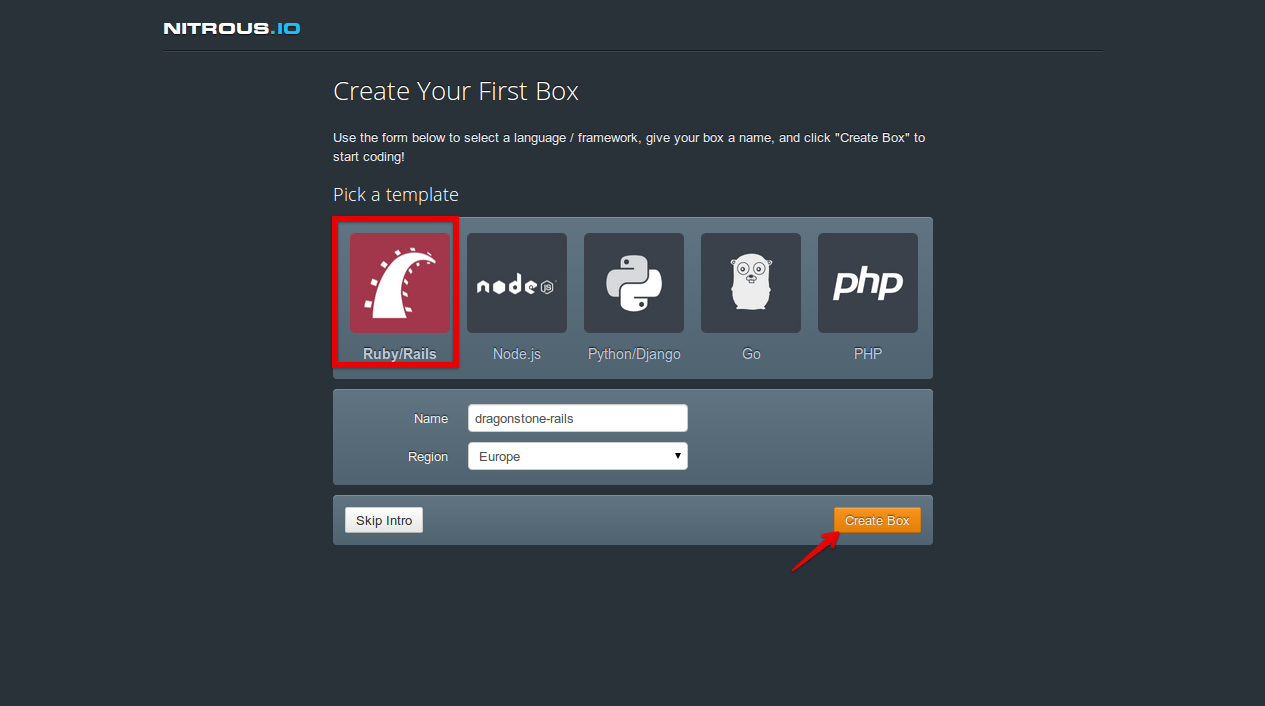 NITROUS.IO
Create Your First Box
Use the form below to select a language / framework, give your box a name, and click "Create Box" to
start coding!
Pick a template
node JS
php
Ruby/Rails
Node.js
Python/Django
Go
PHP
Name
dragonstone-rails
Region
Europe
Skip Intro
Create Box